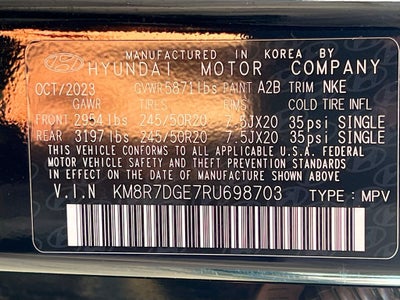 MANUFACTURED IN KOREA BY
HYUNDAI MOTOR COMPANY
OCT/2023 GVWR 5871lbs PAINT A2B TRIM NKE
GAWR TIRE RIMS COLD TIRE INFL
FRONT 2954lbs 245/50R20 7.5JX20 35psi SINGLE
REAR 3197lbs 245/50R20 7.5JX20 35psi SINGLE
THIS VEHICLE CONFORMS TO ALL APPLICABLE U.S.A FEDERAL
MOTOR VEHICLE SAFETY AND THEFT PREVENTION STANDARDS
IN EFFECT ON THE DATE OF MANUFACTURE SHOWN ABOVE
V.I.N KM8R7DGE7RU698703 TYPE: MPV